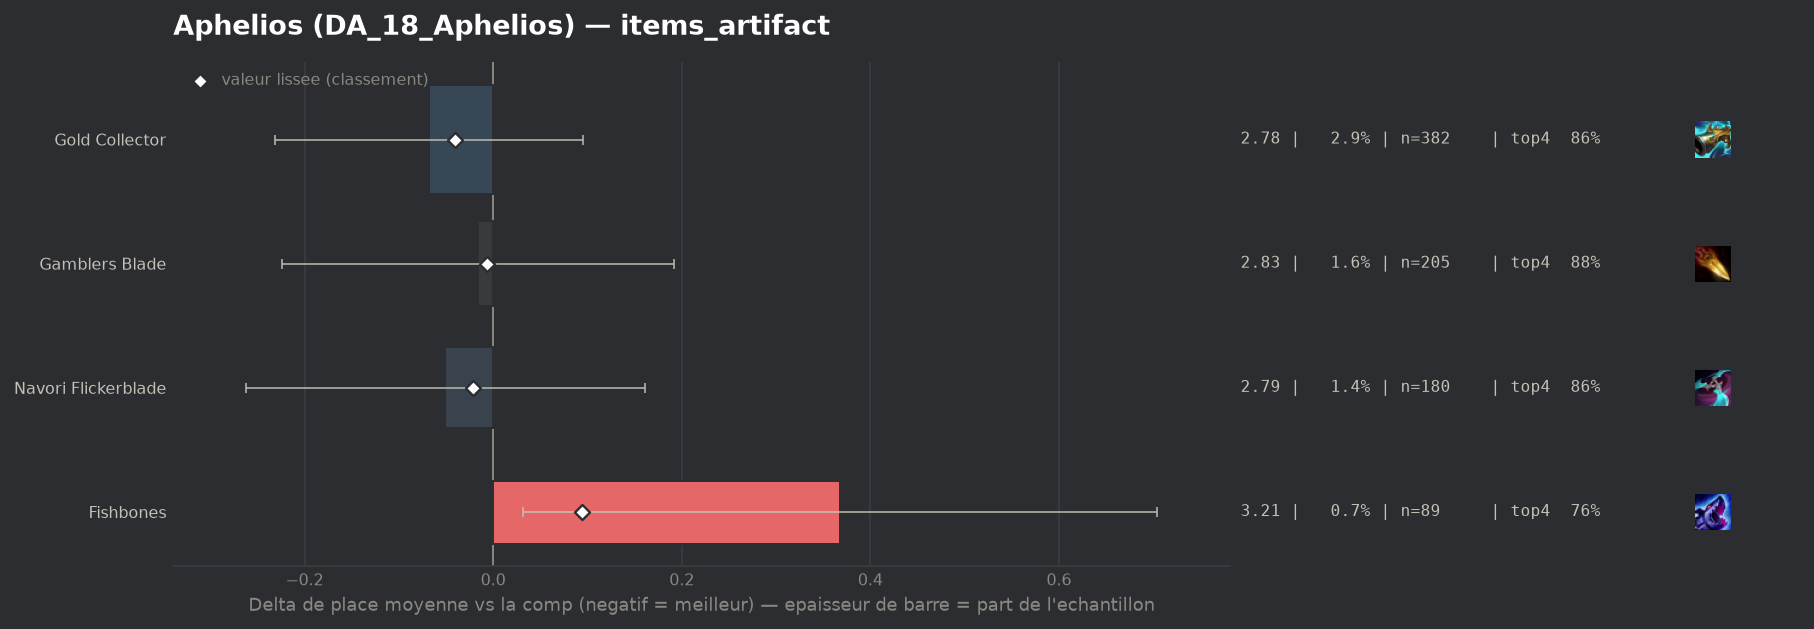 Aphelios (DA_18_Aphelios) — items_artifact
valeur lissee (classement)
Gold Collector 2.78 | 2.9% | n=382 | top4 86%
Gamblers Blade 2.83 | 1.6% | n=205 | top4 88%
Navori Flickerblade 2.79 | 1.4% | n=180 | top4 86%
Fishbones 3.21 | 0.7% | n=89 | top4 76%
−0.2 0.0 0.2 0.4 0.6
Delta de place moyenne vs la comp (negatif = meilleur) — epaisseur de barre = part de l'echantillon